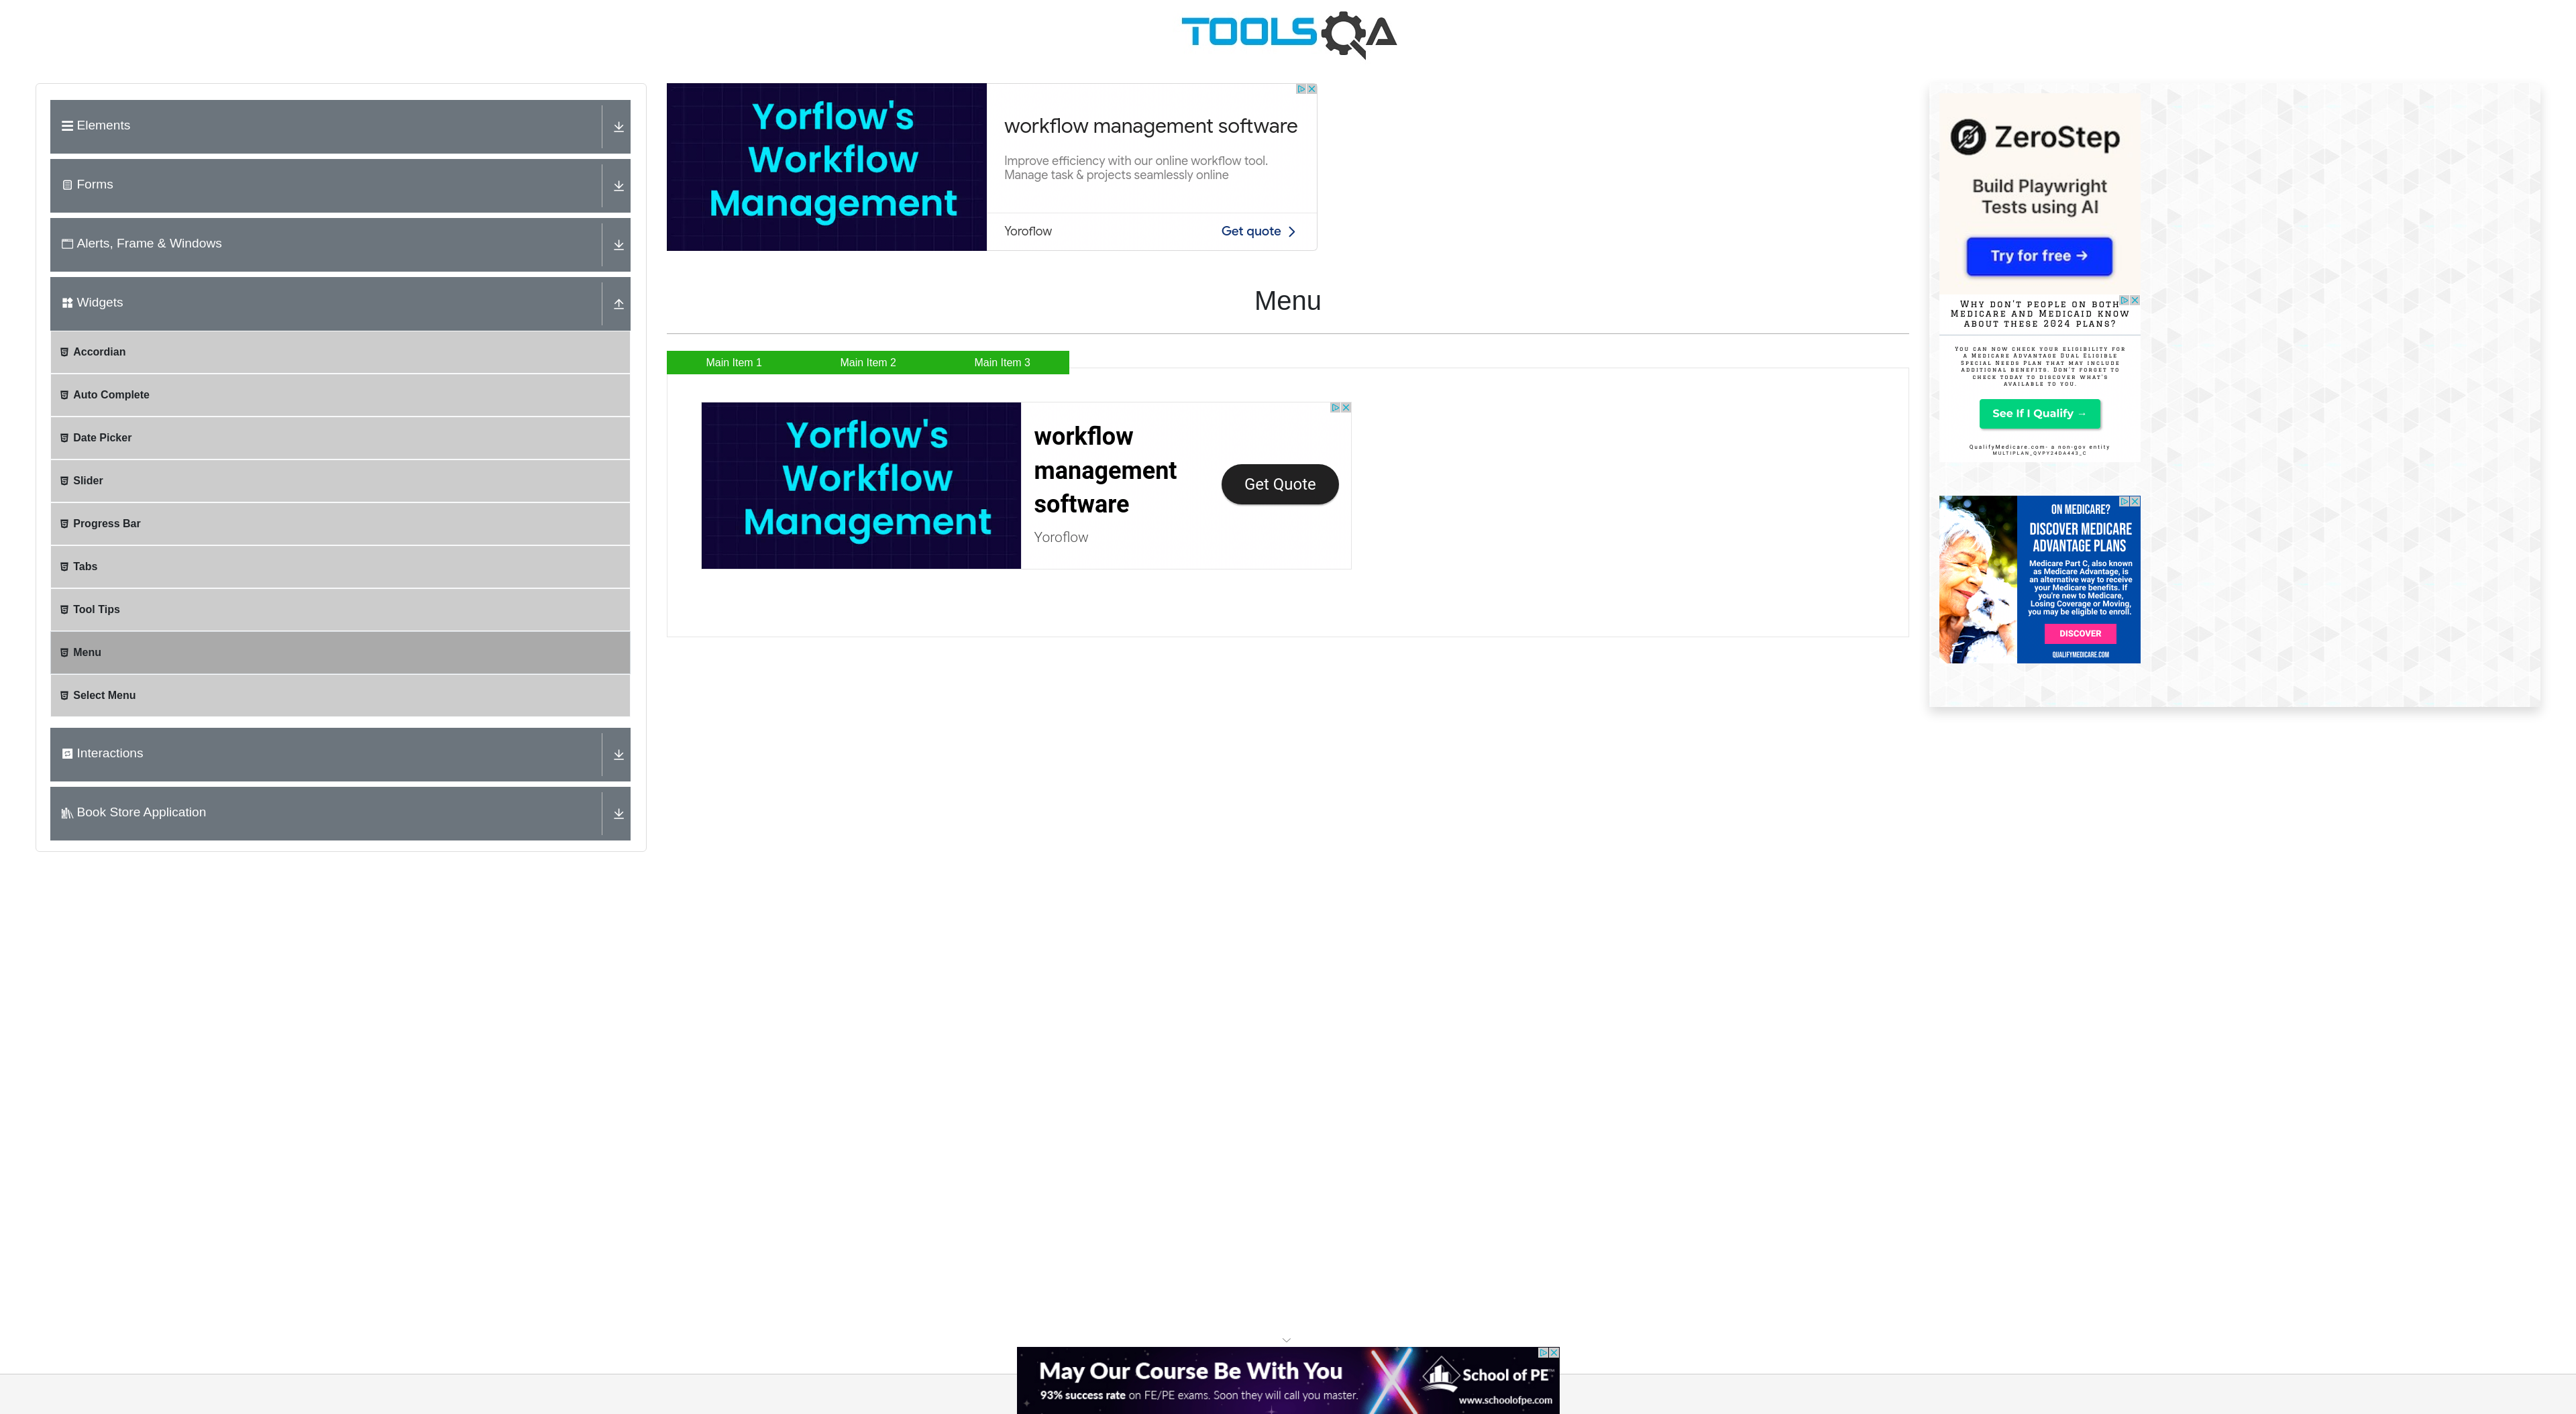 TOOLSQA
Elements
Forms
Alerts, Frame & Windows
Widgets
Accordian
Auto Complete
Date Picker
Slider
Progress Bar
Tabs
Tool Tips
Menu
Select Menu
Interactions
Book Store Application
Yorflow's
Workflow
Management
workflow management software
Improve efficiency with our online workflow tool.
Manage task & projects seamlessly online
Yoroflow
Get quote
Menu
Main Item 1
Main Item 2
Main Item 3
Yorflow's
Workflow
Management
workflow
management
software
Yoroflow
Get Quote
ZeroStep
Build Playwright
Tests using AI
Try for free →
Why don't people on both
Medicare and Medicaid know
about these 2024 plans?
You can now check your eligibility for
a Medicare Advantage Dual Eligible
Special Needs Plan that may include
additional benefits. Don't forget to
check today to discover what's
available to you.
See If I Qualify →
QualifyMedicare.com- a non-gov entity
MULTIPLAN_QVPY24DA443_C
ON MEDICARE?
DISCOVER MEDICARE
ADVANTAGE PLANS
Medicare Part C, also known
as Medicare Advantage, is
an alternative way to receive
your Medicare benefits. If
you're new to Medicare,
Losing Coverage or Moving,
you may be eligible to enroll.
DISCOVER
QUALIFYMEDICARE.COM
May Our Course Be With You
93% success rate on FE/PE exams. Soon they will call you master.
School of PE
www.schoolofpe.com